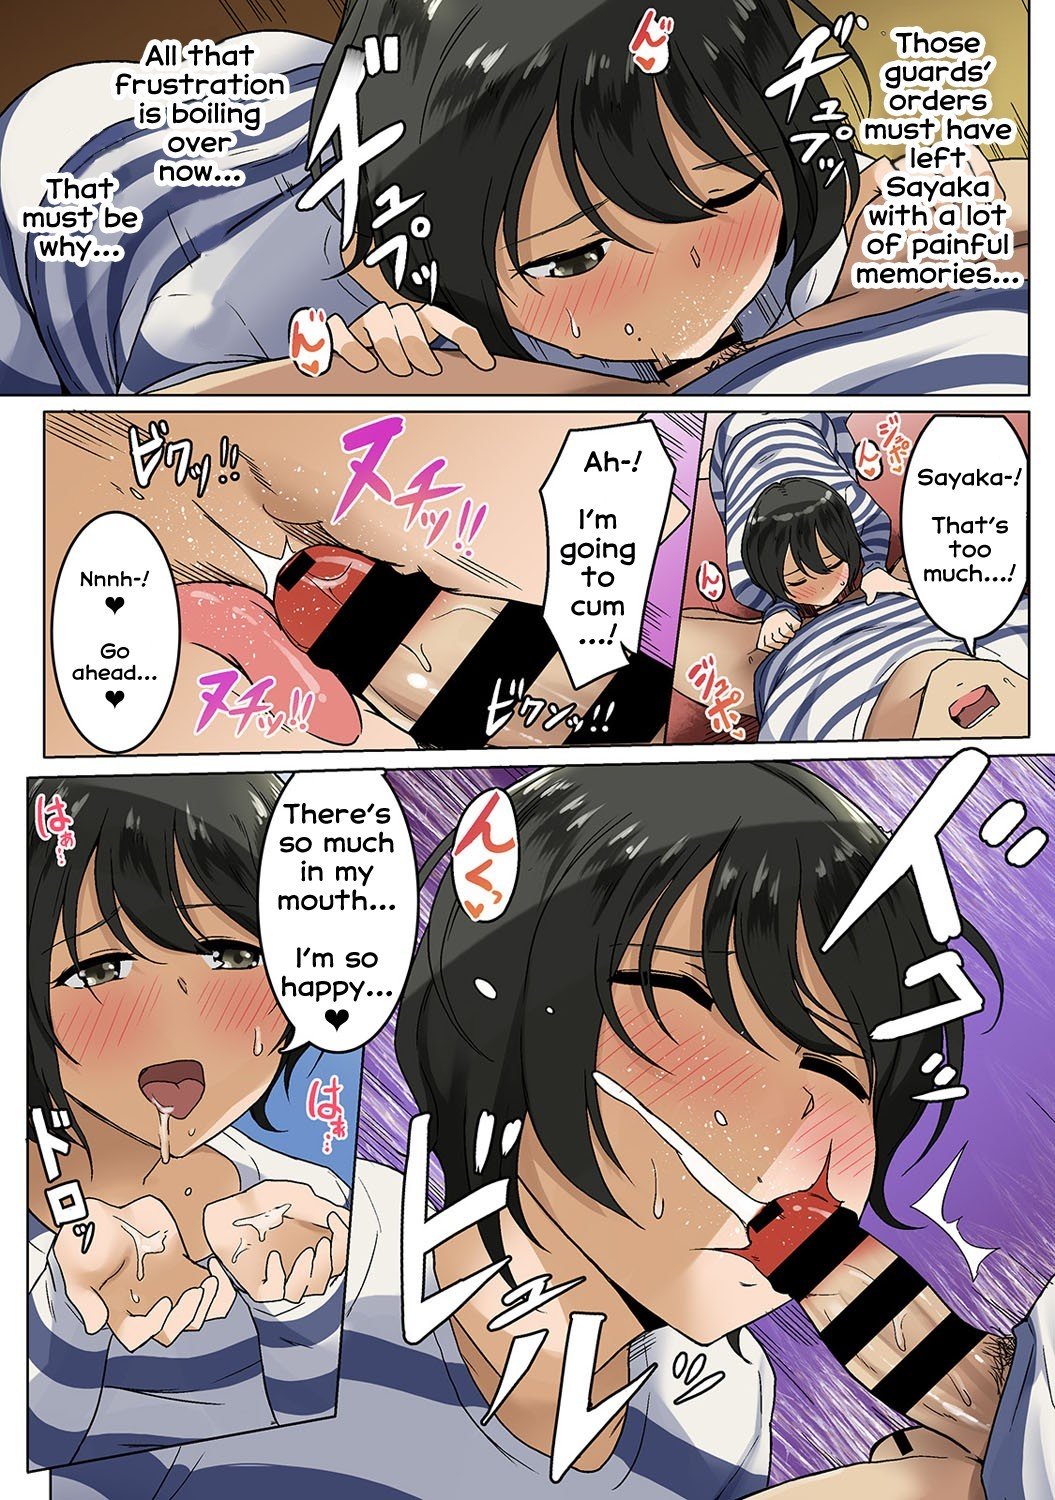 Those
guards'
orders
must have
left
Sayaka
with a lot
of painful
memories...
All that
frustration
is boiling
over
now...
That
must be
why...
ん゛♥
ヂュプッ
ヂュプッ
ん゛♥
Sayaka-!
That's
too
much...!
ジュポ♥
ん♥
ん♥
ジュポ
Ah-!
I'm
going
to
cum
...!
ビクッ!!
ヌチッ!!
Nnnh-!
♥
Go
ahead...
♥
ヌチッ!!
ビクンッ!!
ドクッ
んくっ♥
ビュルルッ
There's
so much
in my
mouth...
I'm so
happy...
♥
はぁ…
はぁ…
ドロッ